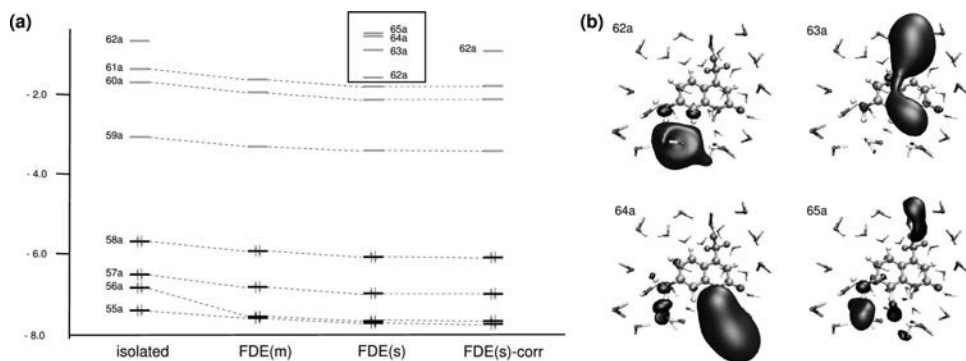 (a)
62a
61a
60a
59a
58a
57a
56a
55a
65a
64a
63a
62a
62a
- 2.0
- 4.0
- 6.0
- 8.0
isolated FDE(m) FDE(s) FDE(s)-corr
(b)
62a 63a
64a 65a